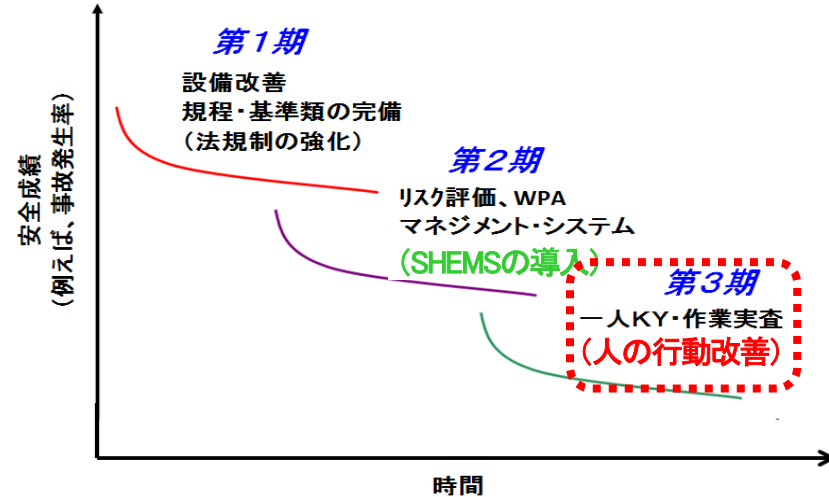 第１期
設備改善
規程・基準類の完備
（法規制の強化）
第２期
リスク評価、WPA
マネジメント・システム
(SHEMSの導入)
第３期
一人KY・作業実査
(人の行動改善)
安全成績
(例えば、事故発生率)
時間